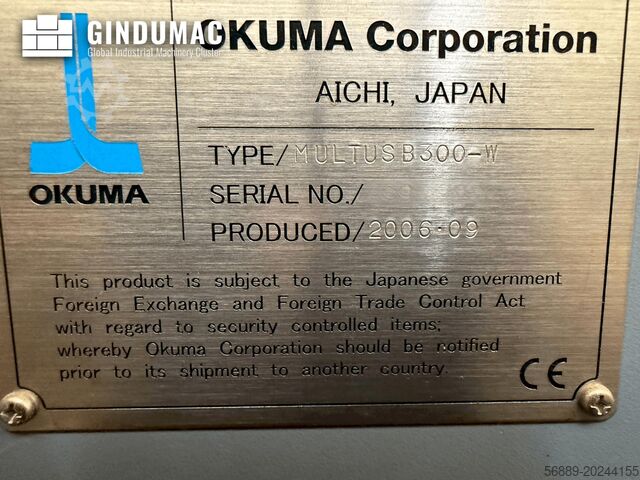 GINDUMAC
Global Industrial Machinery Cluster
OKUMA Corporation
AICHI, JAPAN
TYPE/MULTUS B300-W
OKUMA
SERIAL NO./
PRODUCED/2006·09
This product is subject to the Japanese government
Foreign Exchange and Foreign Trade Control Act
with regard to security controlled items;
whereby Okuma Corporation should be notified
prior to its shipment to another country.
CE
56889-20244155